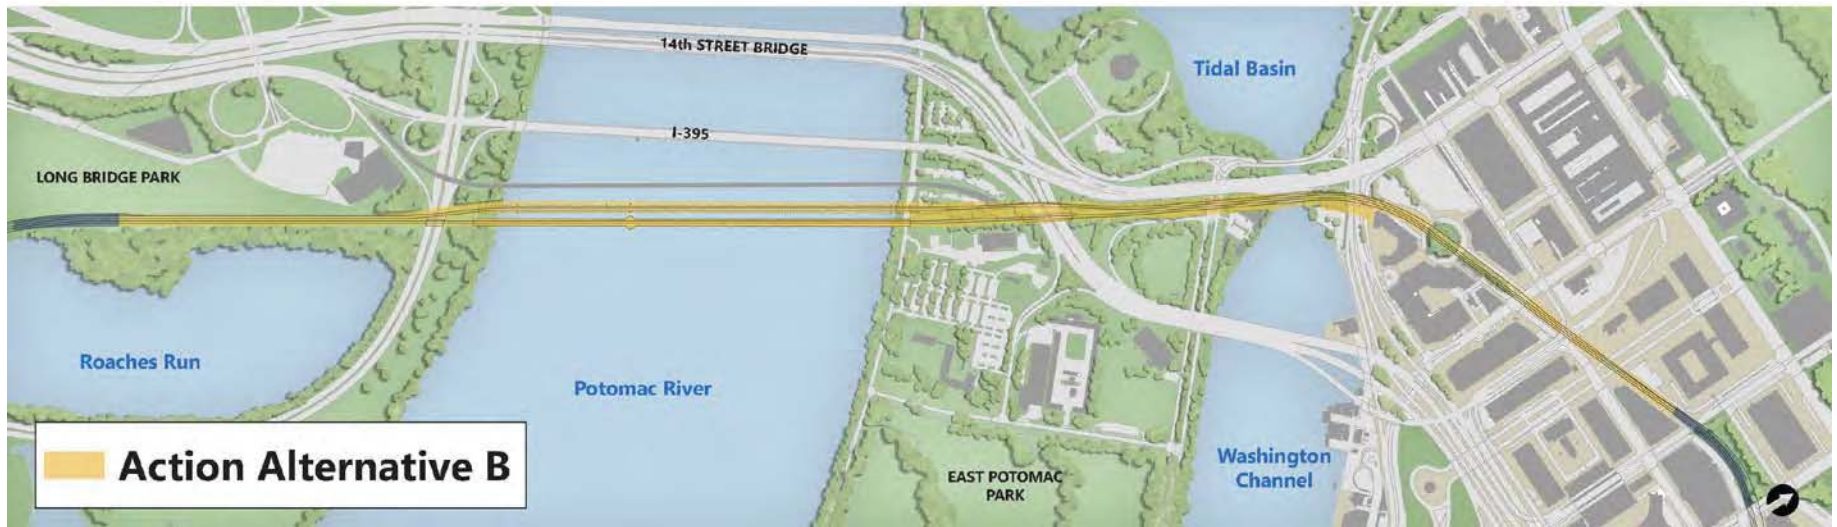 14th STREET BRIDGE
Tidal Basin
I-395
LONG BRIDGE PARK
Roaches Run
Potomac River
Action Alternative B
EAST POTOMAC
PARK
Washington
Channel